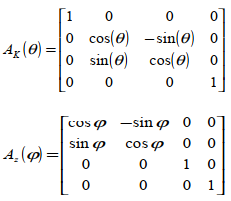 A_K(θ) = [1 0 0 0
0 cos(θ) −sin(θ) 0
0 sin(θ) cos(θ) 0
0 0 0 1]
A_z(φ) = [cos φ −sin φ 0 0
sin φ cos φ 0 0
0 0 1 0
0 0 0 1]